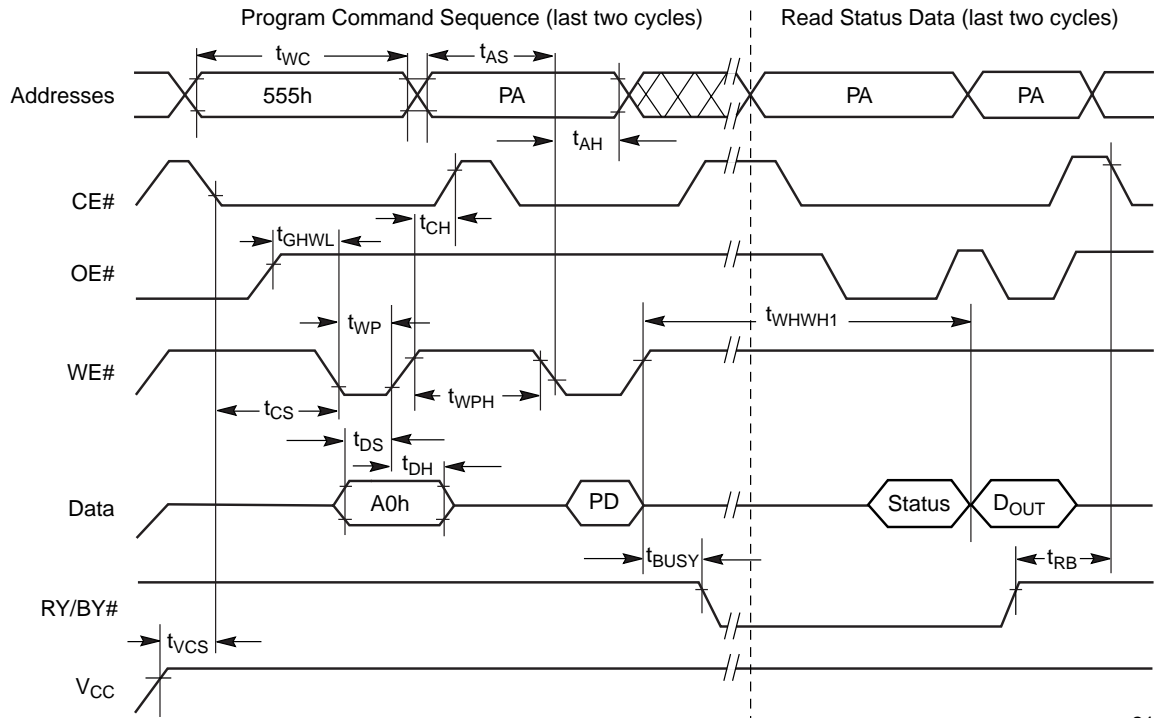 Program Command Sequence (last two cycles) Read Status Data (last two cycles)
tWC tAS
Addresses 555h PA PA PA
tAH
CE#
tCH
tGHWL
OE#
tWP tWHWH1
WE#
tCS tWPH
tDS
tDH
Data A0h PD Status DOUT
tBUSY tRB
RY/BY#
tVCS
VCC